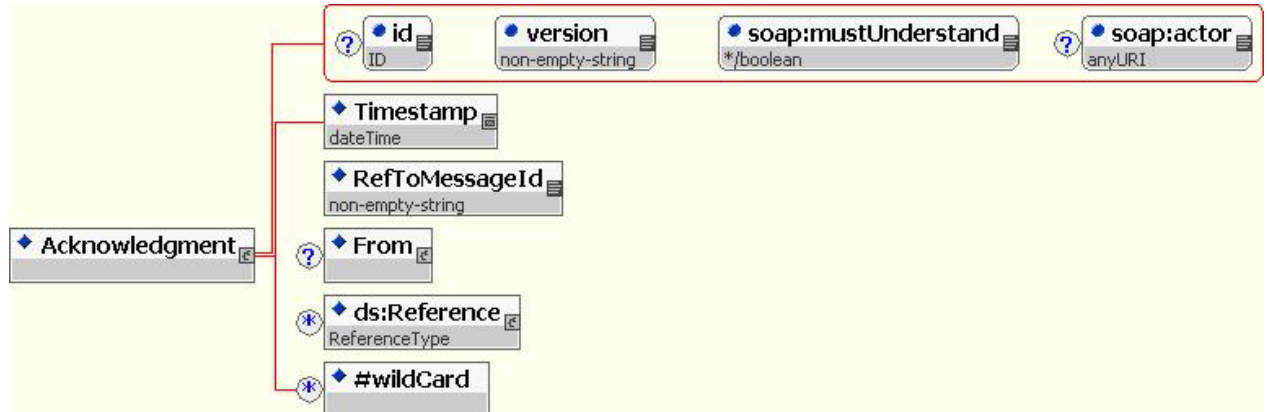 ? id ID
version non-empty-string
soap:mustUnderstand */boolean
? soap:actor anyURI
Timestamp
dateTime
RefToMessageId
non-empty-string
Acknowledgment
? From
* ds:Reference
ReferenceType
* #wildCard